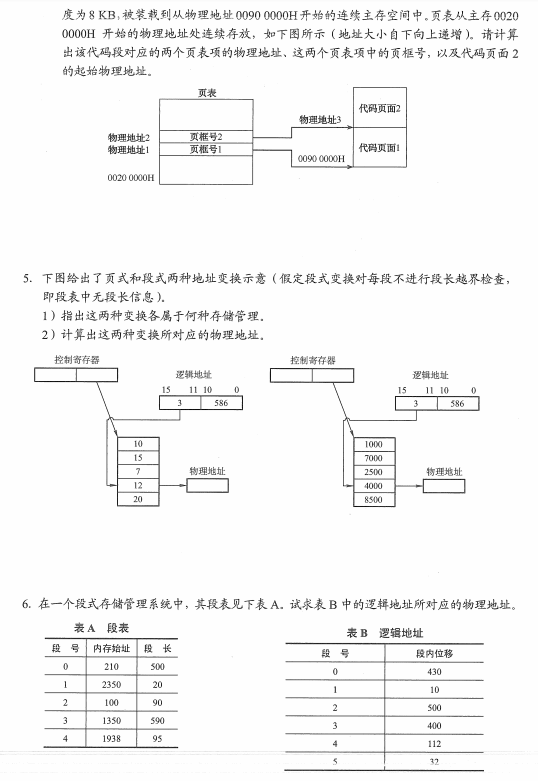 度为 8 KB,被装载到从物理地址0090 0000H开始的连续主存空间中。页表从主存0020
0000H 开始的物理地址处连续存放,如下图所示(地址大小自下向上递增)。请计算
出该代码段对应的两个页表项的物理地址、这两个页表项中的页框号,以及代码页面 2
的起始物理地址。
页表
代码页面2
物理地址3
物理地址2
页框号2
物理地址1
页框号1
代码页面1
0090 0000H
0020 0000H
5. 下图给出了页式和段式两种地址变换示意(假定段式变换对每段不进行段长越界检查,
即段表中无段长信息)。
1)指出这两种变换各属于何种存储管理。
2)计算出这两种变换所对应的物理地址。
控制寄存器
逻辑地址
15 11 10 0
3 586
10
15
7
12
20
物理地址
控制寄存器
逻辑地址
15 11 10 0
3 586
1000
7000
2500
4000
8500
物理地址
6. 在一个段式存储管理系统中,其段表见下表 A。试求表 B 中的逻辑地址所对应的物理地址。
表 A 段表
段 号 内存始址 段 长
0 210 500
1 2350 20
2 100 90
3 1350 590
4 1938 95
表 B 逻辑地址
段 号 段内位移
0 430
1 10
2 500
3 400
4 112
5 32